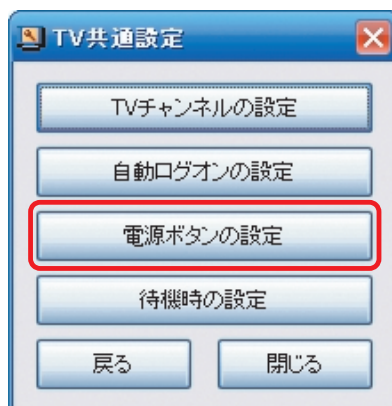 TV共通設定
TVチャンネルの設定
自動ログオンの設定
電源ボタンの設定
待機時の設定
戻る 閉じる